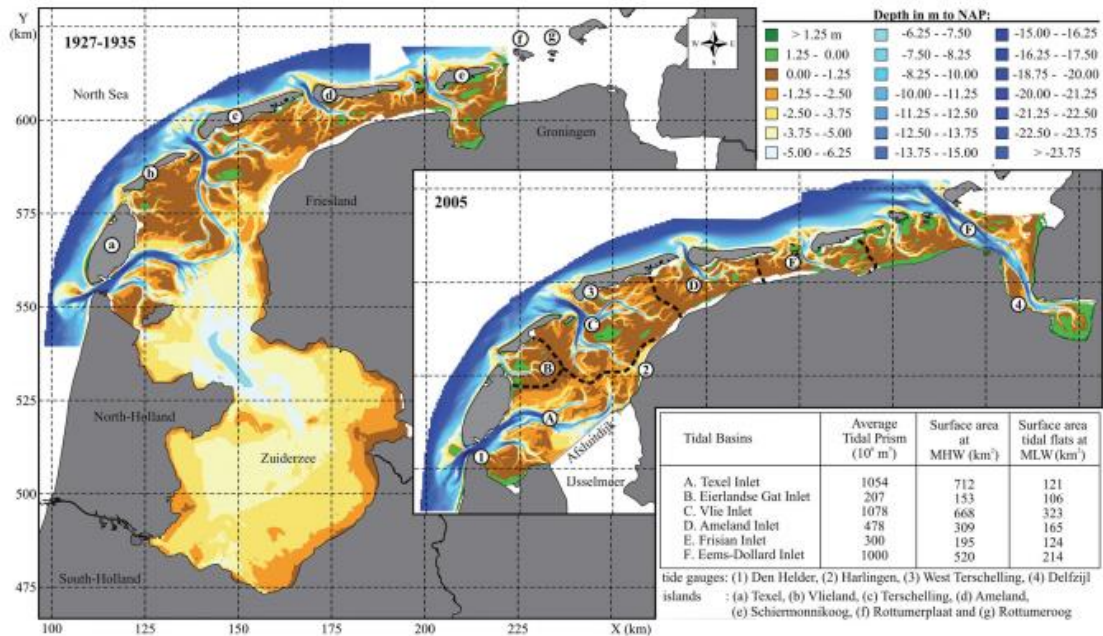 Y
(km)
1927-1935
North Sea
600
575
550
525
500
475
100
125
150
175
200
225
X (km)
a
b
c
d
e
f
g
Groningen
Friesland
North-Holland
Zuiderzee
South-Holland
N
W
E
S
Depth in m to NAP:
> 1.25 m
1.25 - 0.00
0.00 - -1.25
-1.25 - -2.50
-2.50 - -3.75
-3.75 - -5.00
-5.00 - -6.25
-6.25 - -7.50
-7.50 - -8.25
-8.25 - -10.00
-10.00 - -11.25
-11.25 - -12.50
-12.50 - -13.75
-13.75 - -15.00
-15.00 - -16.25
-16.25 - -17.50
-18.75 - -20.00
-20.00 - -21.25
-21.25 - -22.50
-22.50 - -23.75
> -23.75
2005
1
2
3
4
A
B
C
D
F
F
Afsluitdijk
IJsselmeer
Tidal Basins Average Tidal Prism (10⁶ m³) Surface area at MHW (km²) Surface area tidal flats at MLW (km²)
A. Texel Inlet 1054 712 121
B. Eierlandse Gat Inlet 207 153 106
C. Vlie Inlet 1078 668 323
D. Ameland Inlet 478 309 165
E. Frisian Inlet 300 195 124
F. Eems-Dollard Inlet 1000 520 214
tide gauges: (1) Den Helder, (2) Harlingen, (3) West Terschelling, (4) Delfzijl
islands : (a) Texel, (b) Vlieland, (c) Terschelling, (d) Ameland,
(e) Schiermonnikoog, (f) Rottumerplaat and (g) Rottumeroog